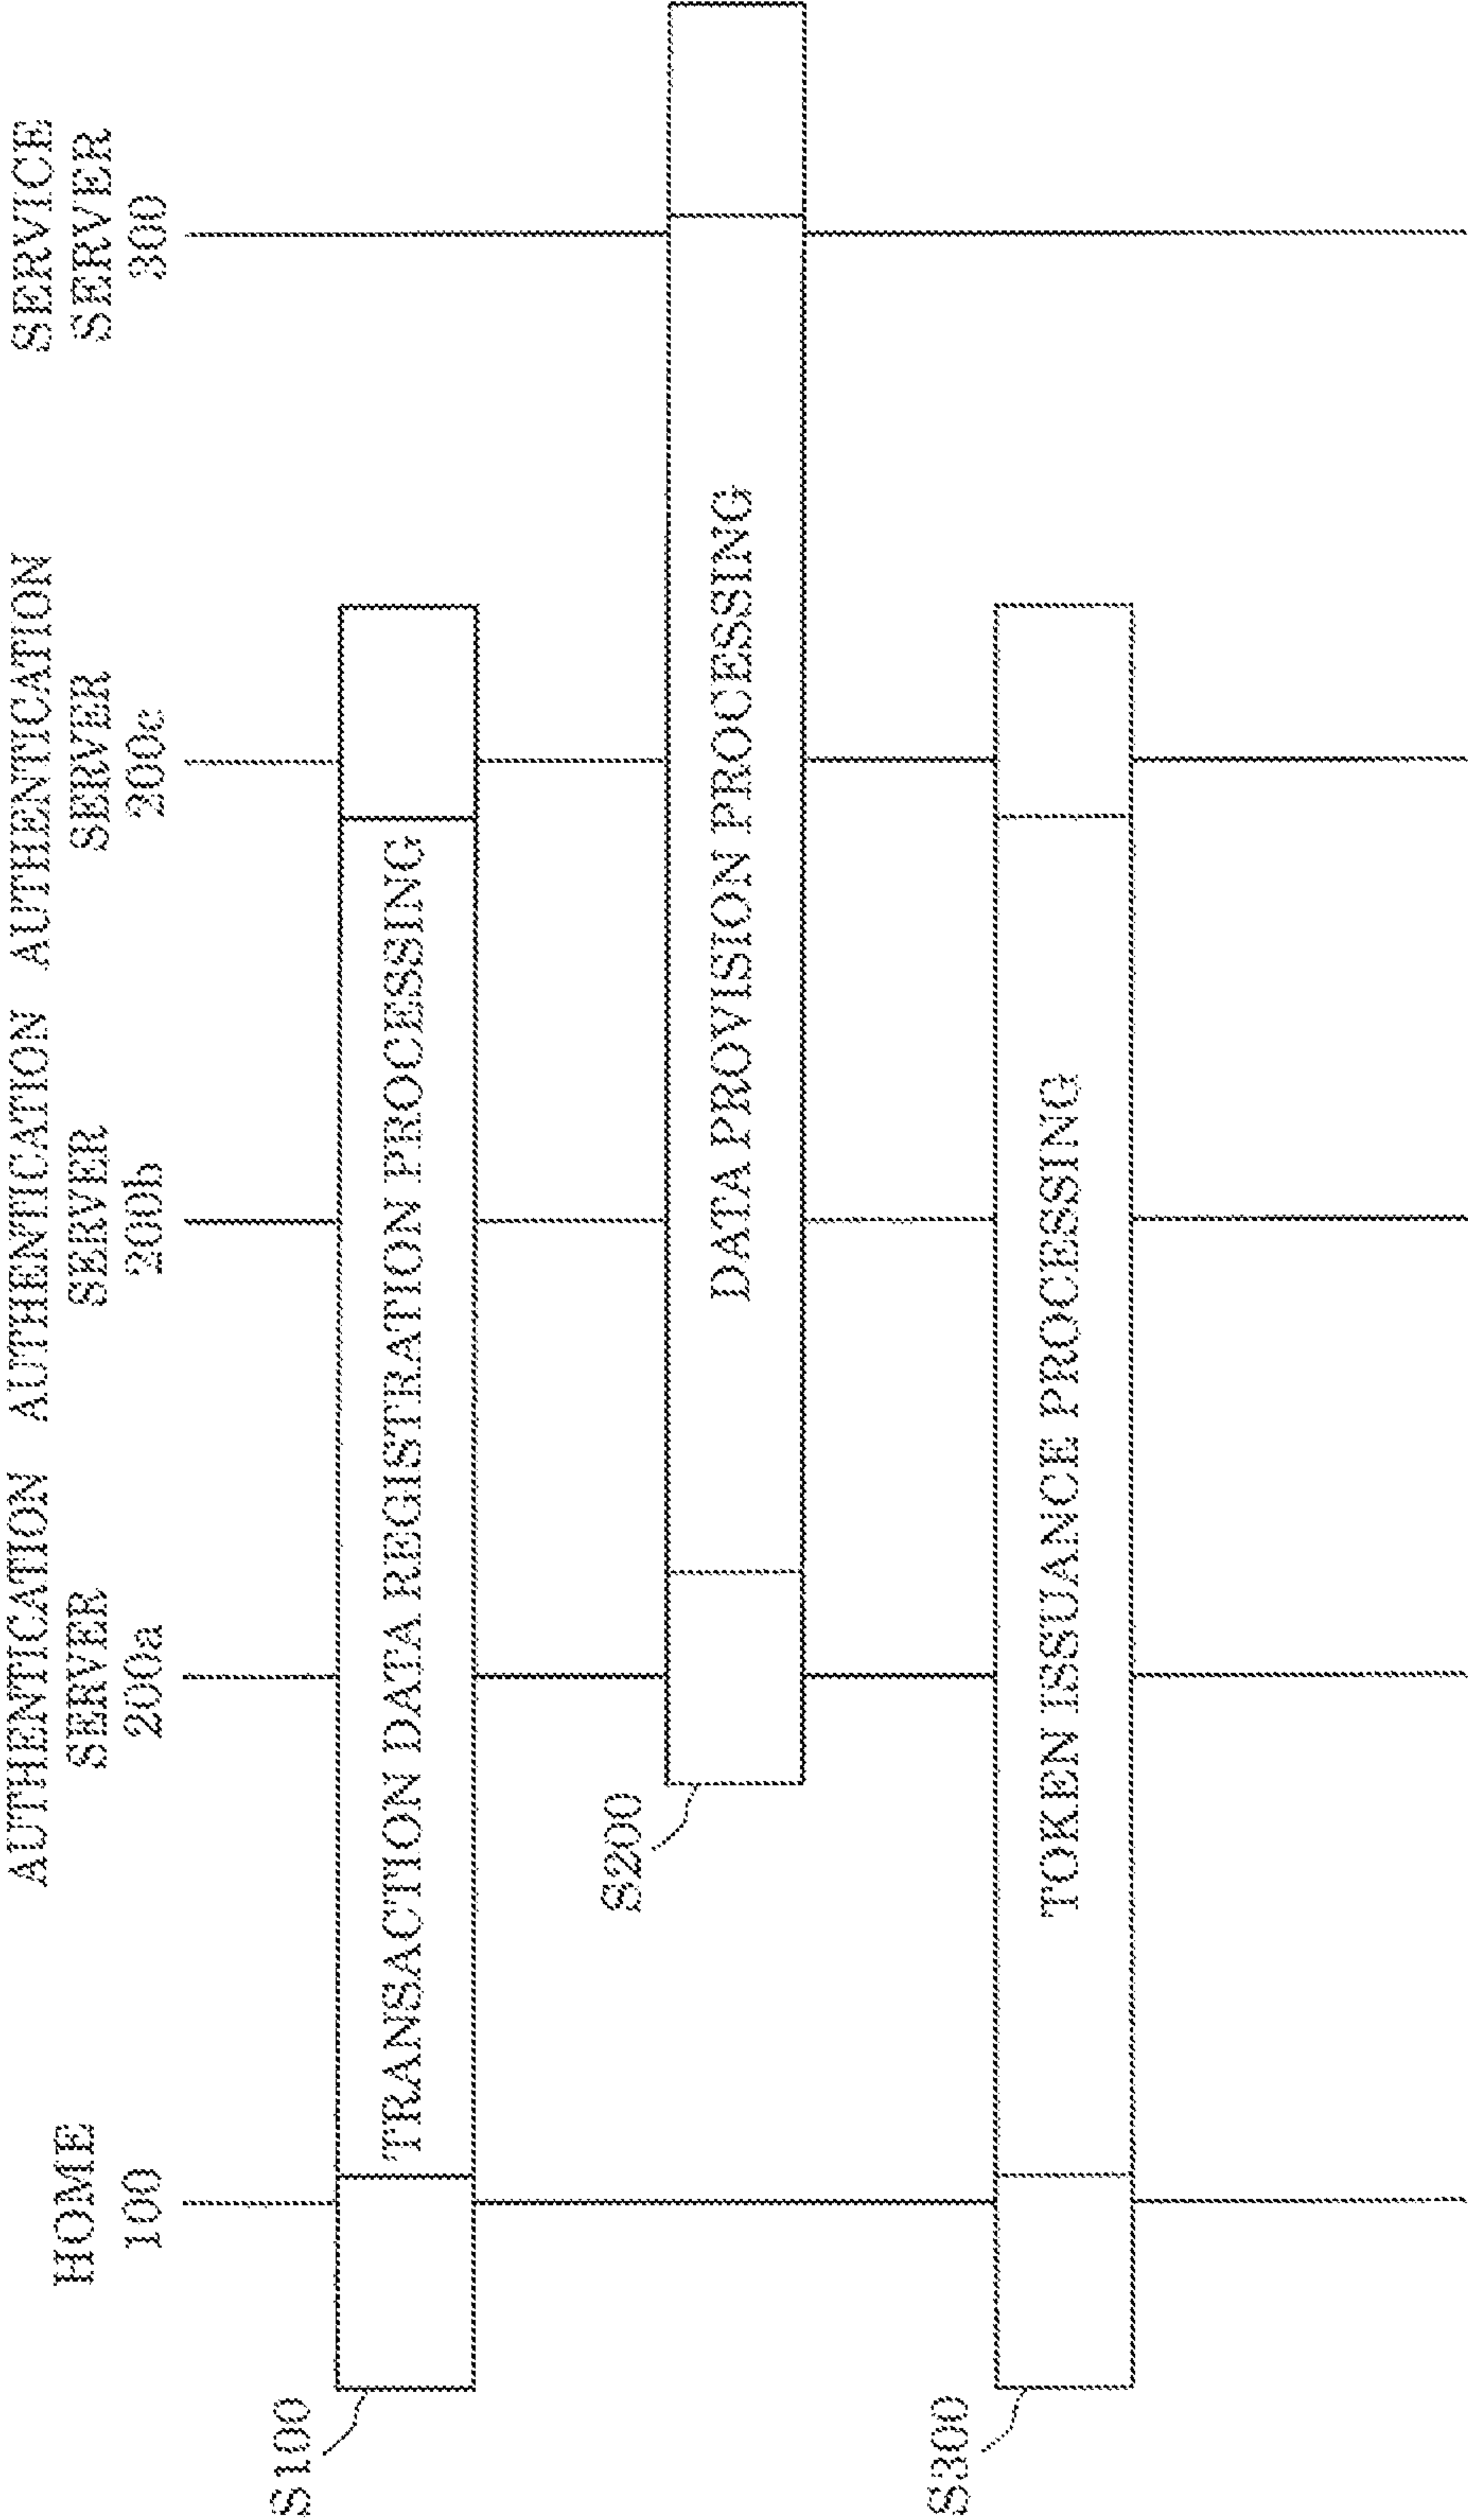 HOME
100
AUTHENTICATION
SERVER
200a
AUTHENTICATION
SERVER
200b
AUTHENTICATION
SERVER
200c
SERVICE
SERVER
300
S100
TRANSACTION DATA REGISTRATION PROCESSING
S200
DATA PROVISION PROCESSING
S300
TOKEN ISSUANCE PROCESSING